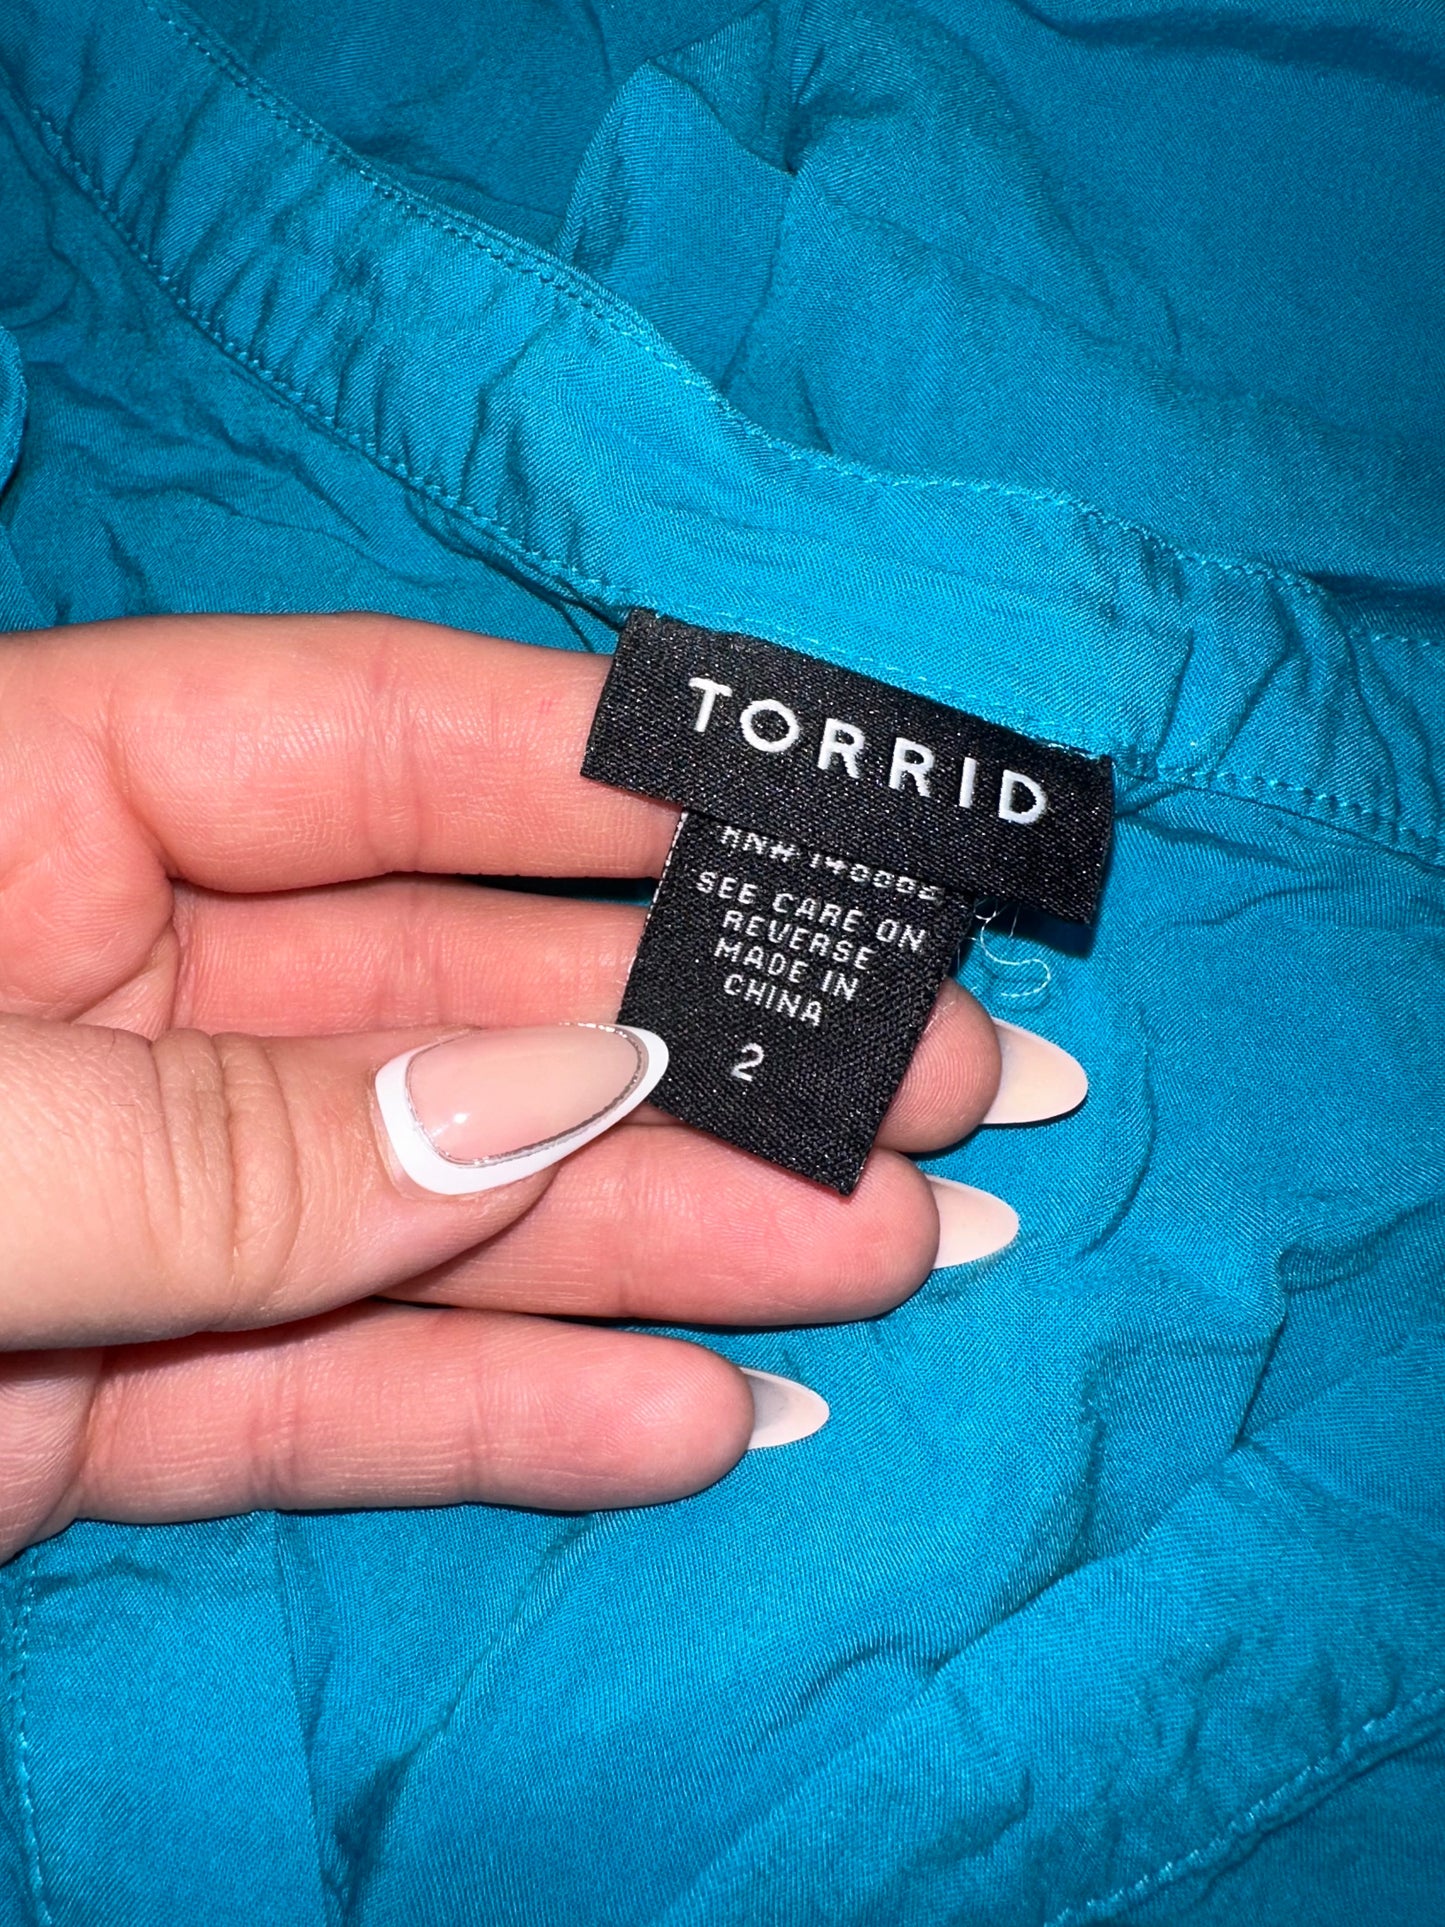 TORRID
SEE CARE ON
REVERSE
MADE IN
CHINA
2